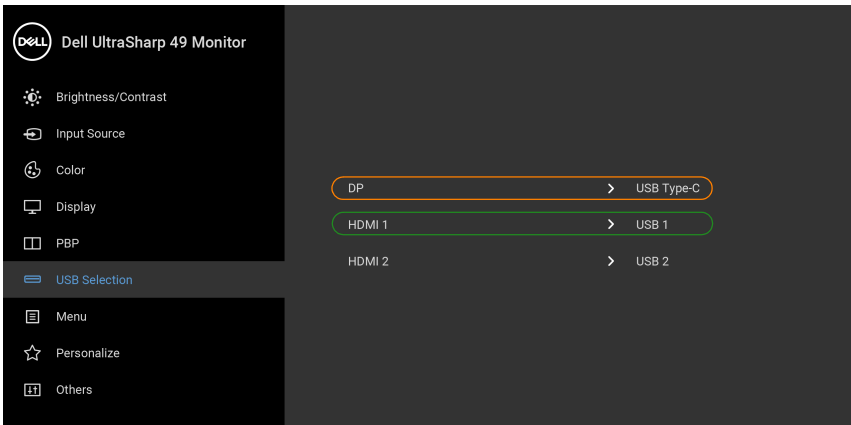 DELL Dell UltraSharp 49 Monitor
Brightness/Contrast
Input Source
Color
Display
PBP
USB Selection
Menu
Personalize
Others
DP USB Type-C
HDMI 1 USB 1
HDMI 2 USB 2